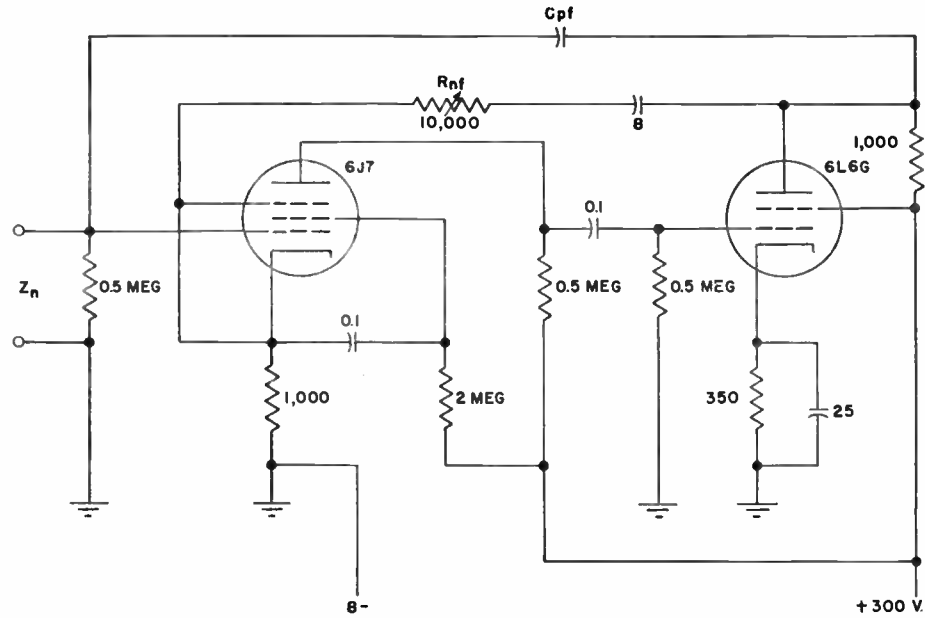 Cpf
Rnf
10,000
8
1,000
6J7
6L6G
0.1
Zn
0.5 MEG
0.5 MEG
0.5 MEG
0.1
1,000
2 MEG
350
25
8-
+300 V.